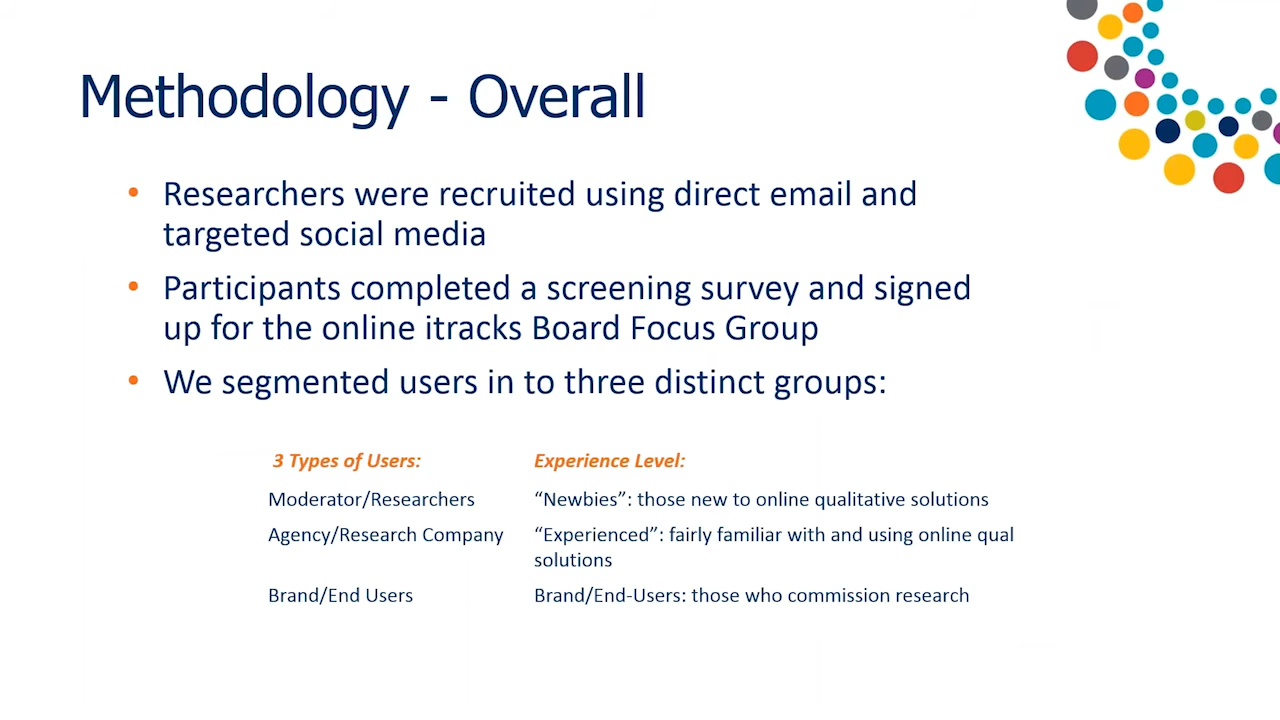 Methodology - Overall
• Researchers were recruited using direct email and
targeted social media
• Participants completed a screening survey and signed
up for the online itracks Board Focus Group
• We segmented users in to three distinct groups:
3 Types of Users: Experience Level:
Moderator/Researchers “Newbies”: those new to online qualitative solutions
Agency/Research Company “Experienced”: fairly familiar with and using online qual
solutions
Brand/End Users Brand/End-Users: those who commission research